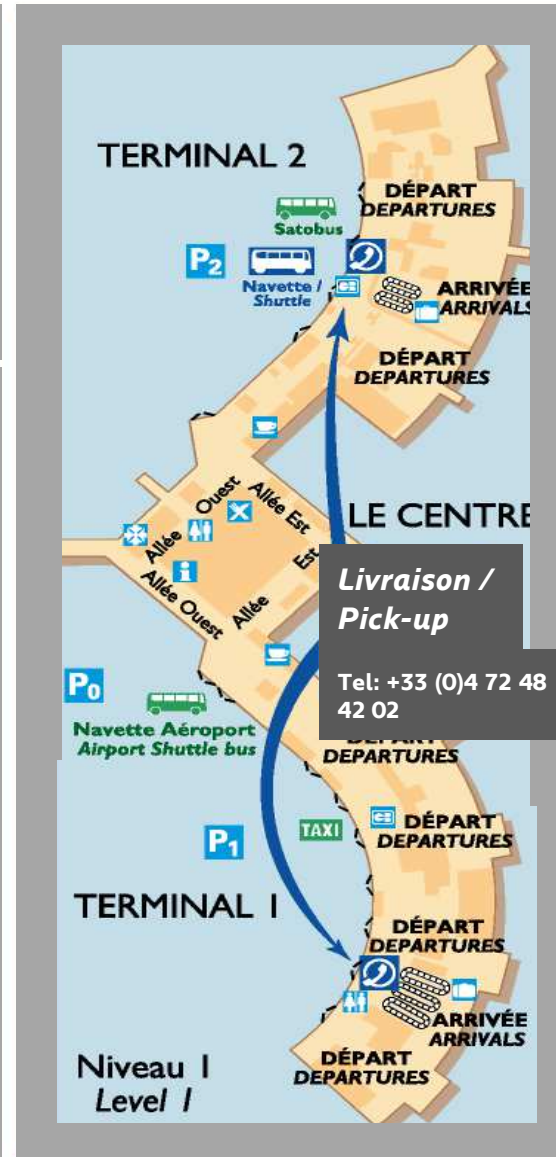 TERMINAL 2
DÉPART
DEPARTURES
Satobus
P2
Navette /
Shuttle
ARRIVÉE
ARRIVALS
DÉPART
DEPARTURES
Ouest
Allée Est
LE CENTRE
Allée
Est
Allée Ouest
Allée
Livraison /
Pick-up
Tel: +33 (0)4 72 48
42 02
P0
Navette Aéroport
Airport Shuttle bus
DÉPART
DEPARTURES
TAXI
DÉPART
DEPARTURES
P1
TERMINAL 1
DÉPART
DEPARTURES
ARRIVÉE
ARRIVALS
DÉPART
DEPARTURES
Niveau 1
Level 1